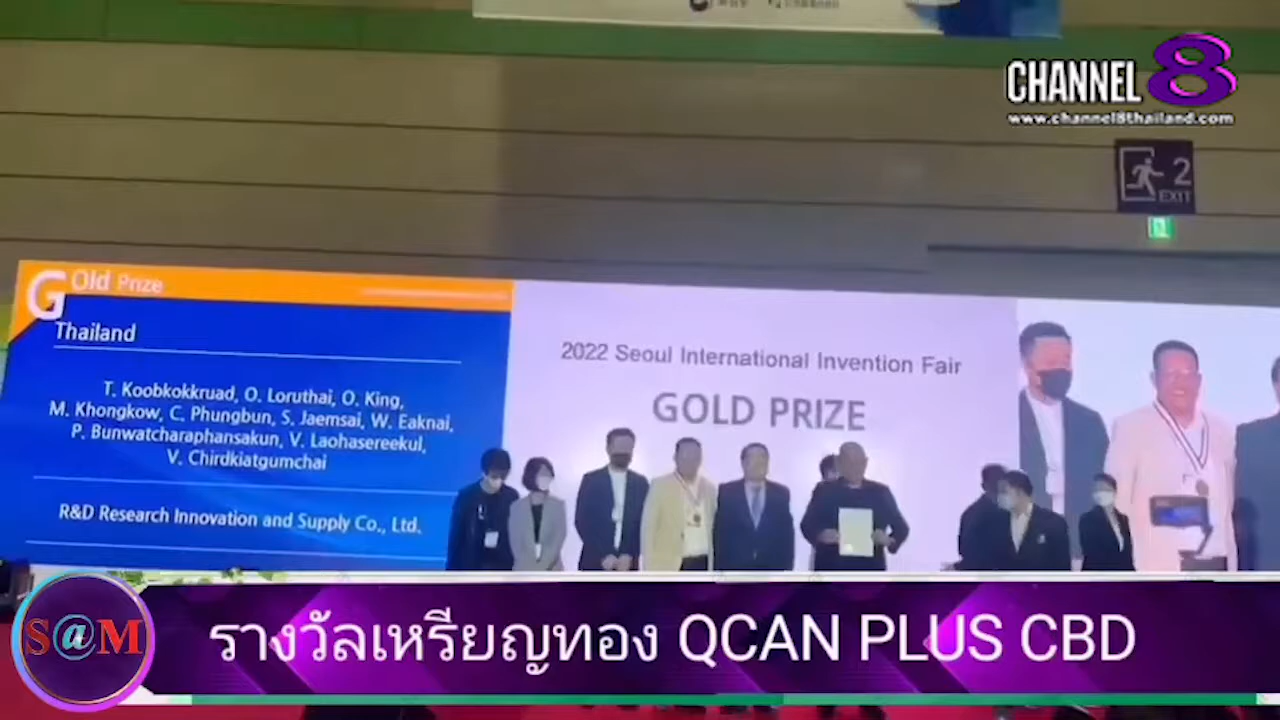 CHANNEL 8
www.channel8thailand.com
2
EXIT
Gold Prize
Thailand
T. Koobkokkruad, O. Loruthai, O. King,
M. Khongkow, C. Phungbun, S. Jaemsai, W. Eaknai,
P. Bunwatcharaphansakun, V. Laohasereekul,
V. Chirdkiatgumchai
R&D Research Innovation and Supply Co., Ltd.
2022 Seoul International Invention Fair
GOLD PRIZE
S@M
รางวัลเหรียญทอง QCAN PLUS CBD